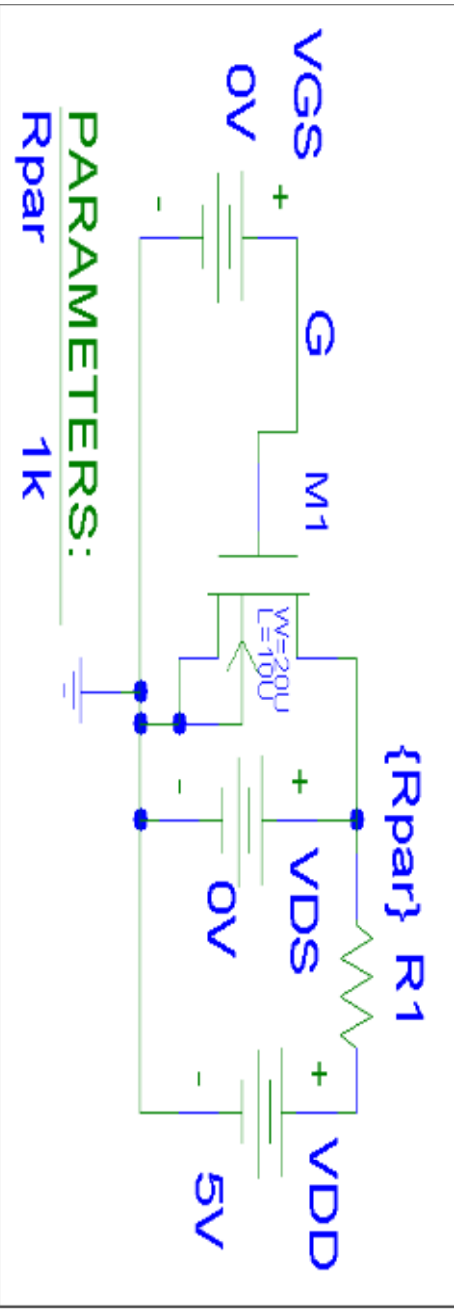 VGS
0V
+
-
G
M1
W=20U
L=10U
+
-
VDS
0V
{Rpar} R1
+
-
VDD
5V
PARAMETERS:
Rpar 1k